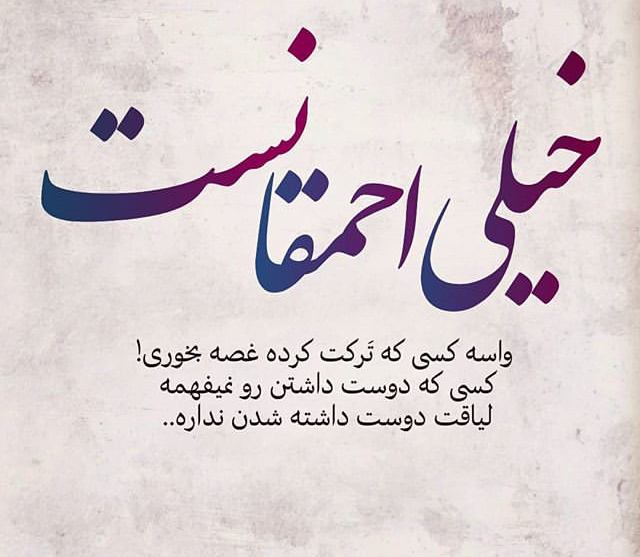 خیلی احمقانست
واسه کسی که تَرکت کرده غصه بخوری!
کسی که دوست داشتن رو نمیفهمه
لیاقت دوست داشته شدن نداره..